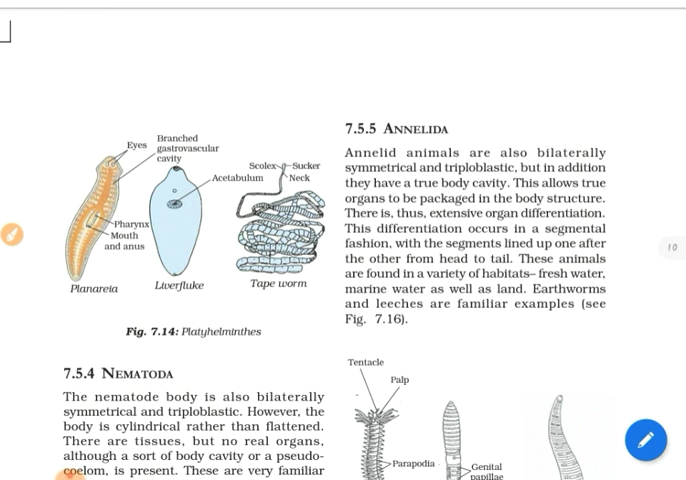 Eyes
Branched
gastrovascular
cavity
Acetabulum
Scolex
Sucker
Neck
Pharynx
Mouth
and anus
Planareia
Liverfluke
Tape worm
Fig. 7.14: Platyhelminthes
7.5.4 NEMATODA
The nematode body is also bilaterally
symmetrical and triploblastic. However, the
body is cylindrical rather than flattened.
There are tissues, but no real organs,
although a sort of body cavity or a pseudo-
coelom, is present. These are very familiar
7.5.5 ANNELIDA
Annelid animals are also bilaterally
symmetrical and triploblastic, but in addition
they have a true body cavity. This allows true
organs to be packaged in the body structure.
There is, thus, extensive organ differentiation.
This differentiation occurs in a segmental
fashion, with the segments lined up one after
the other from head to tail. These animals
are found in a variety of habitats– fresh water,
marine water as well as land. Earthworms
and leeches are familiar examples (see
Fig. 7.16).
Tentacle
Palp
Parapodia
Genital
papillae
10